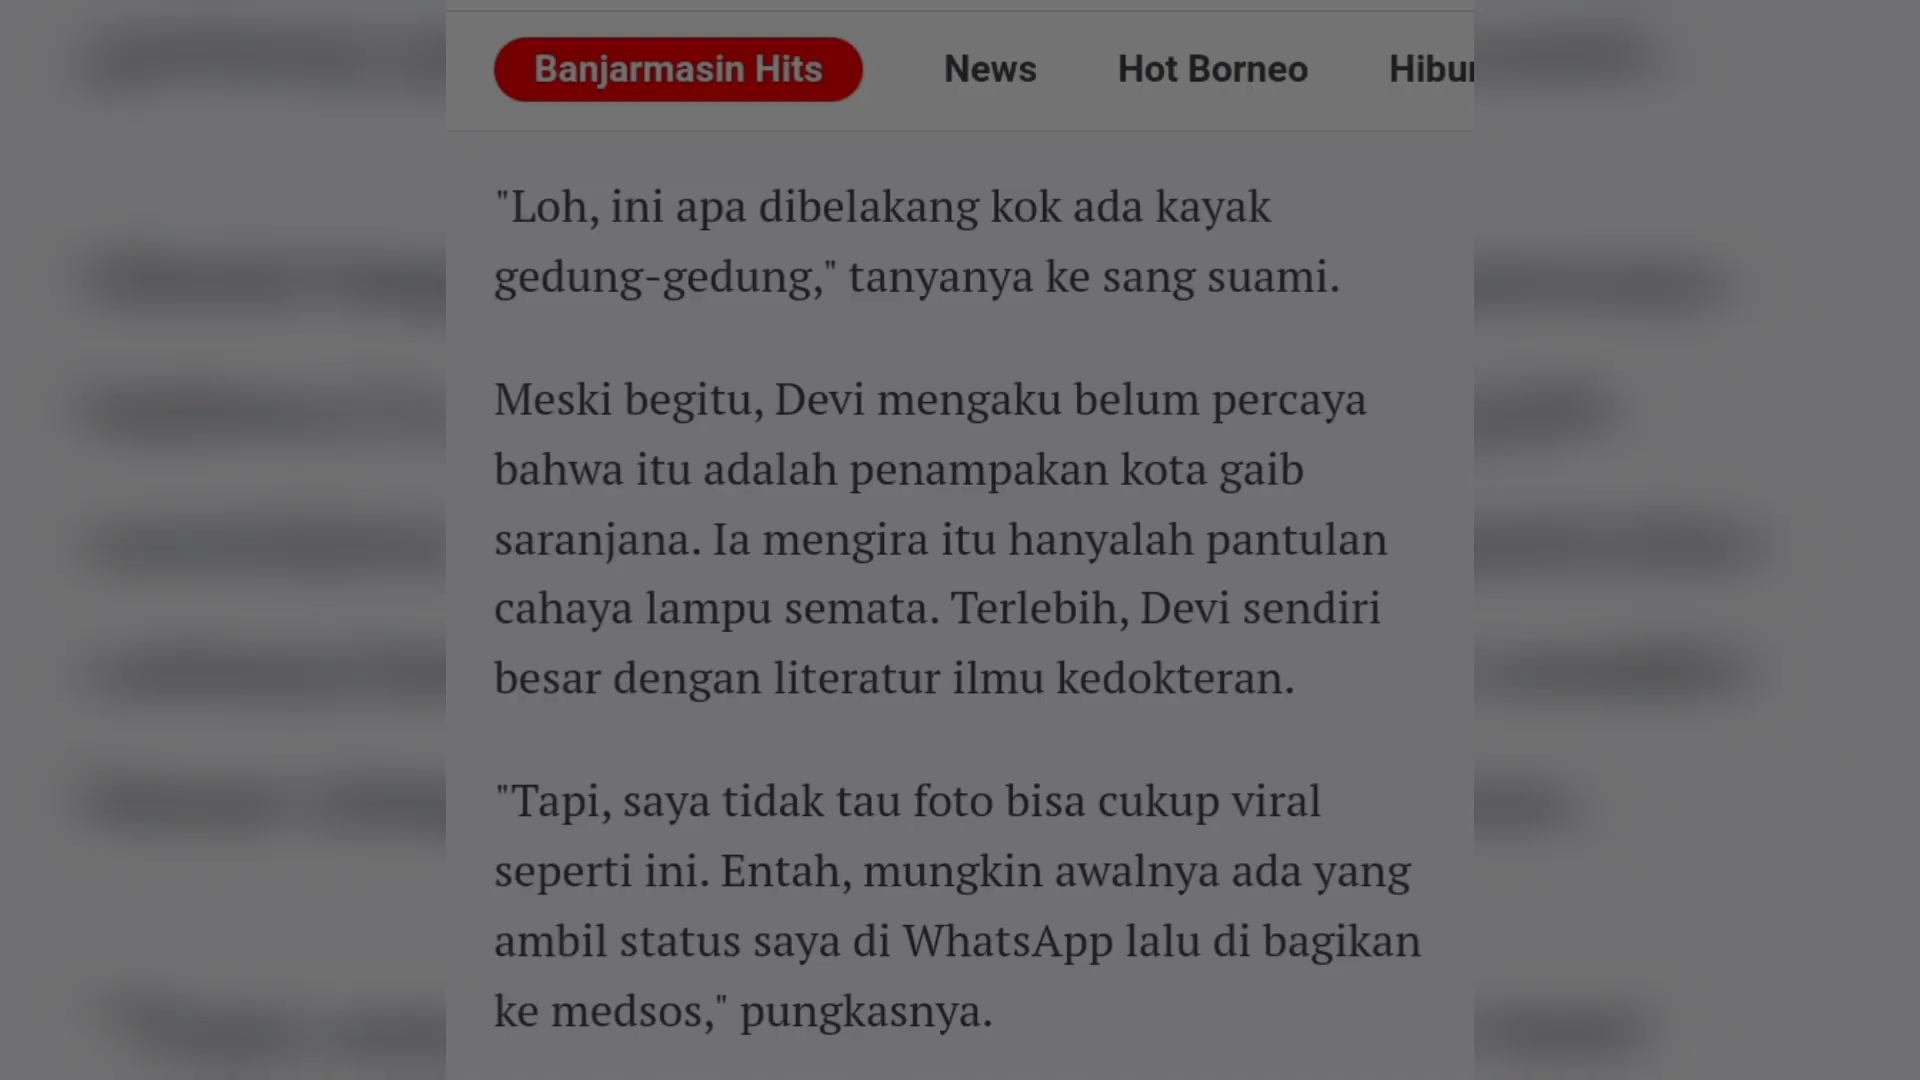 Banjarmasin Hits News Hot Borneo Hibur
"Loh, ini apa dibelakang kok ada kayak
gedung-gedung," tanyanya ke sang suami.
Meski begitu, Devi mengaku belum percaya
bahwa itu adalah penampakan kota gaib
saranjana. Ia mengira itu hanyalah pantulan
cahaya lampu semata. Terlebih, Devi sendiri
besar dengan literatur ilmu kedokteran.
"Tapi, saya tidak tau foto bisa cukup viral
seperti ini. Entah, mungkin awalnya ada yang
ambil status saya di WhatsApp lalu di bagikan
ke medsos," pungkasnya.